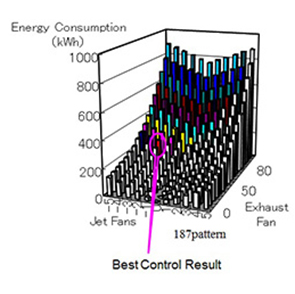 Energy Consumption
(kWh)
1000
800
600
400
200
0
80
50
0
Exhaust
Fan
Jet Fans
187pattern
Best Control Result